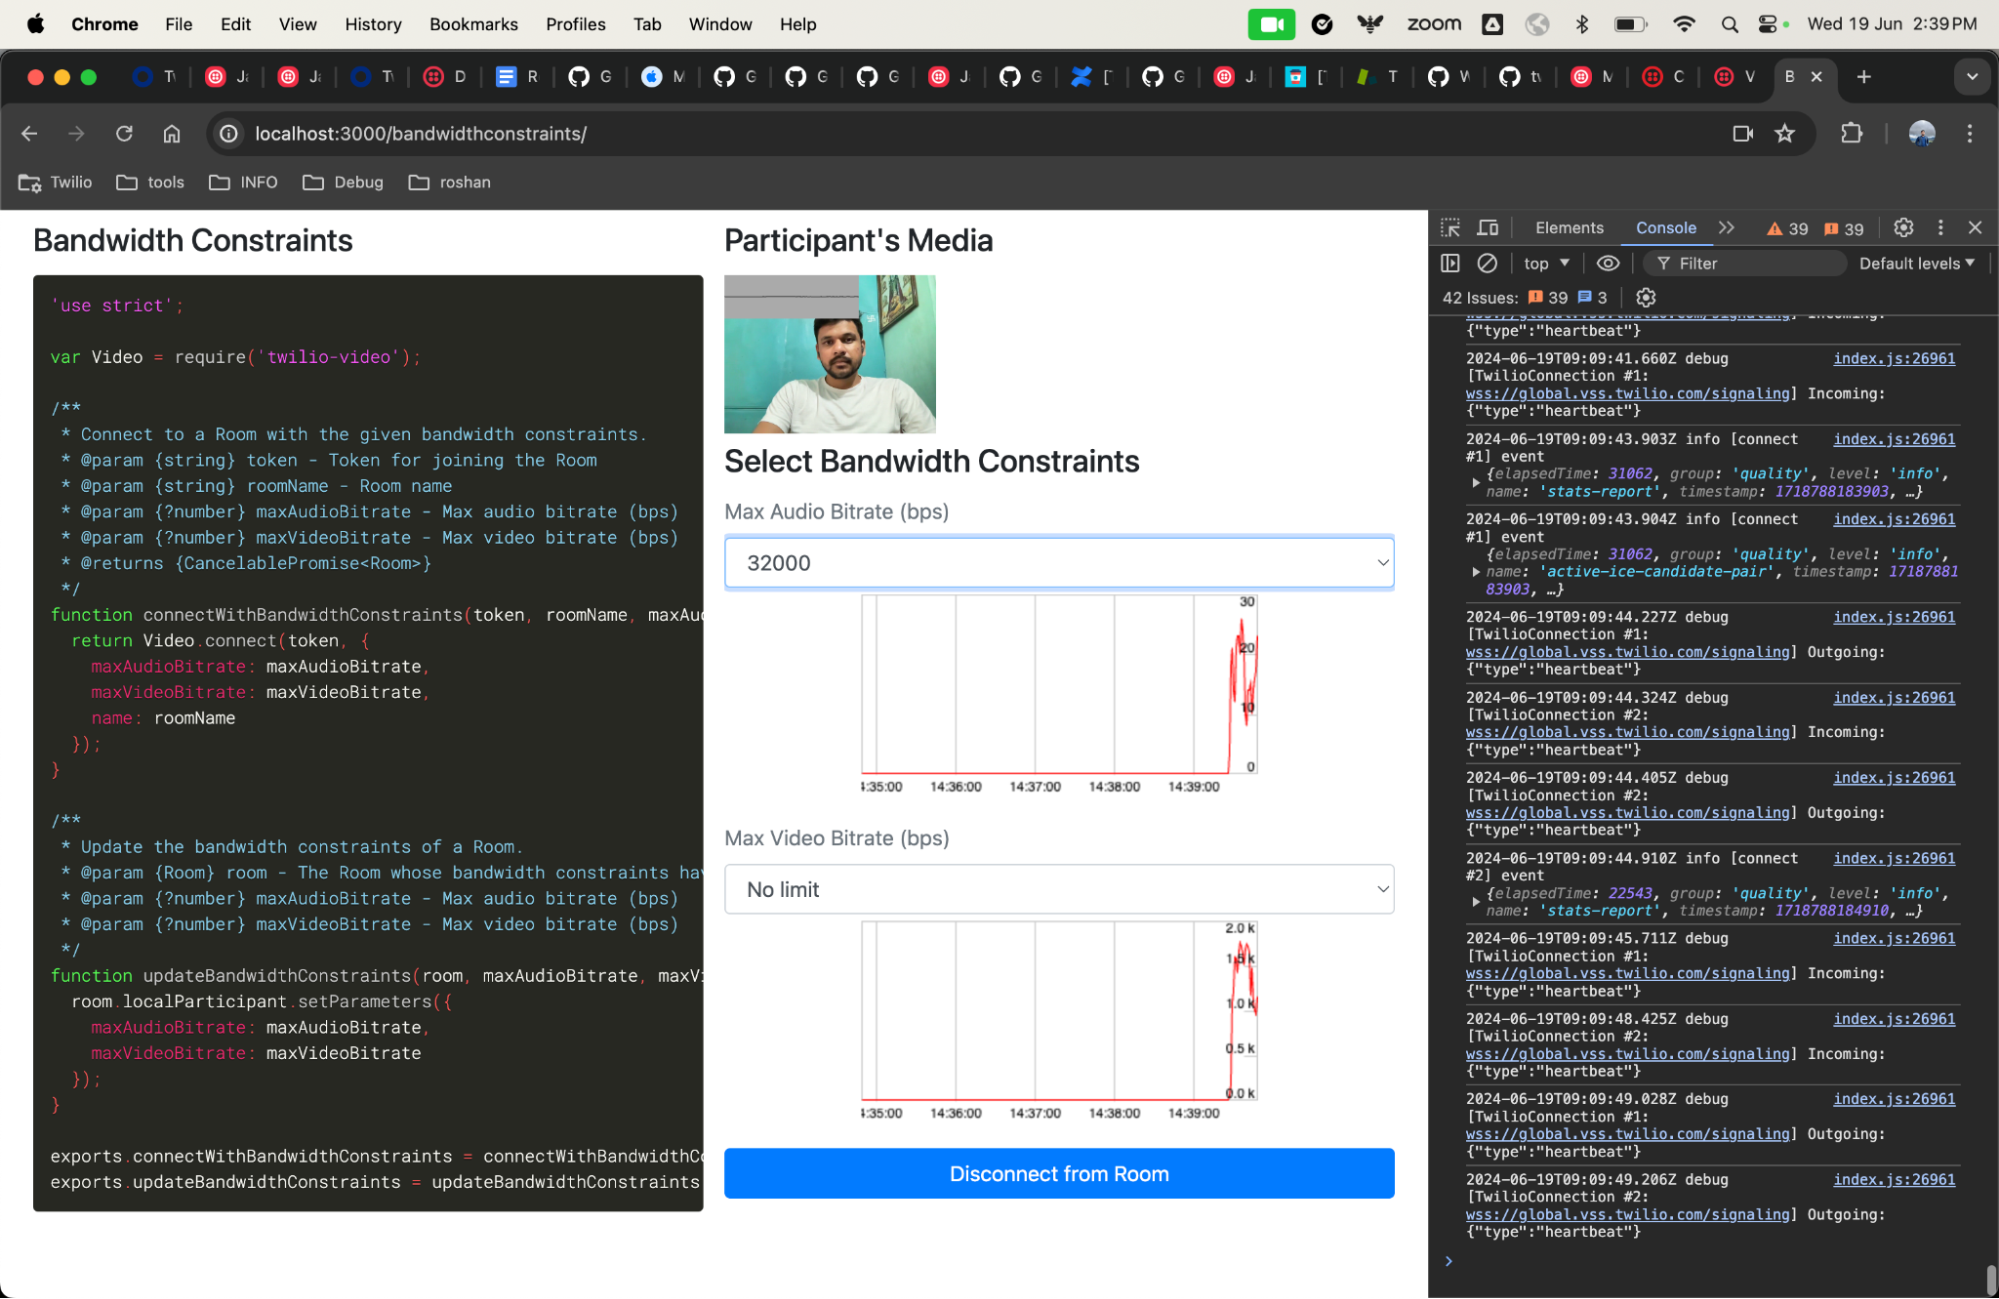 Chrome File Edit View History Bookmarks Profiles Tab Window Help zoom Wed 19 Jun 2:39 PM
D R G M G G G G G T W M C V B
localhost:3000/bandwidthconstraints/
Twilio tools INFO Debug roshan
Bandwidth Constraints
'use strict';
var Video = require('twilio-video');
/**
* Connect to a Room with the given bandwidth constraints.
* @param {string} token - Token for joining the Room
* @param {string} roomName - Room name
* @param {?number} maxAudioBitrate - Max audio bitrate (bps)
* @param {?number} maxVideoBitrate - Max video bitrate (bps)
* @returns {CancelablePromise<Room>}
*/
function connectWithBandwidthConstraints(token, roomName, maxAu
return Video.connect(token, {
maxAudioBitrate: maxAudioBitrate,
maxVideoBitrate: maxVideoBitrate,
name: roomName
});
}
/**
* Update the bandwidth constraints of a Room.
* @param {Room} room - The Room whose bandwidth constraints ha
* @param {?number} maxAudioBitrate - Max audio bitrate (bps)
* @param {?number} maxVideoBitrate - Max video bitrate (bps)
*/
function updateBandwidthConstraints(room, maxAudioBitrate, maxV
room.localParticipant.setParameters({
maxAudioBitrate: maxAudioBitrate,
maxVideoBitrate: maxVideoBitrate
});
}
exports.connectWithBandwidthConstraints = connectWithBandwidthC
exports.updateBandwidthConstraints = updateBandwidthConstraints
Participant's Media
Select Bandwidth Constraints
Max Audio Bitrate (bps)
32000
30
20
10
0
:35:00 14:36:00 14:37:00 14:38:00 14:39:00
Max Video Bitrate (bps)
No limit
2.0 k
1.5 k
1.0 k
0.5 k
0.0 k
:35:00 14:36:00 14:37:00 14:38:00 14:39:00
Disconnect from Room
Elements Console 39 39
top Filter Default levels
42 Issues: 39 3
wss://global.vss.twilio.com/signaling] Incoming:
{"type":"heartbeat"}
2024-06-19T09:09:41.660Z debug index.js:26961
[TwilioConnection #1:
wss://global.vss.twilio.com/signaling] Incoming:
{"type":"heartbeat"}
2024-06-19T09:09:43.903Z info [connect index.js:26961
#1] event
{elapsedTime: 31062, group: 'quality', level: 'info',
name: 'stats-report', timestamp: 1718788183903, …}
2024-06-19T09:09:43.904Z info [connect index.js:26961
#1] event
{elapsedTime: 31062, group: 'quality', level: 'info',
name: 'active-ice-candidate-pair', timestamp: 17187881
83903, …}
2024-06-19T09:09:44.227Z debug index.js:26961
[TwilioConnection #1:
wss://global.vss.twilio.com/signaling] Outgoing:
{"type":"heartbeat"}
2024-06-19T09:09:44.324Z debug index.js:26961
[TwilioConnection #2:
wss://global.vss.twilio.com/signaling] Incoming:
{"type":"heartbeat"}
2024-06-19T09:09:44.405Z debug index.js:26961
[TwilioConnection #2:
wss://global.vss.twilio.com/signaling] Outgoing:
{"type":"heartbeat"}
2024-06-19T09:09:44.910Z info [connect index.js:26961
#2] event
{elapsedTime: 22543, group: 'quality', level: 'info',
name: 'stats-report', timestamp: 1718788184910, …}
2024-06-19T09:09:45.711Z debug index.js:26961
[TwilioConnection #1:
wss://global.vss.twilio.com/signaling] Incoming:
{"type":"heartbeat"}
2024-06-19T09:09:48.425Z debug index.js:26961
[TwilioConnection #2:
wss://global.vss.twilio.com/signaling] Incoming:
{"type":"heartbeat"}
2024-06-19T09:09:49.028Z debug index.js:26961
[TwilioConnection #1:
wss://global.vss.twilio.com/signaling] Outgoing:
{"type":"heartbeat"}
2024-06-19T09:09:49.206Z debug index.js:26961
[TwilioConnection #2:
wss://global.vss.twilio.com/signaling] Outgoing:
{"type":"heartbeat"}